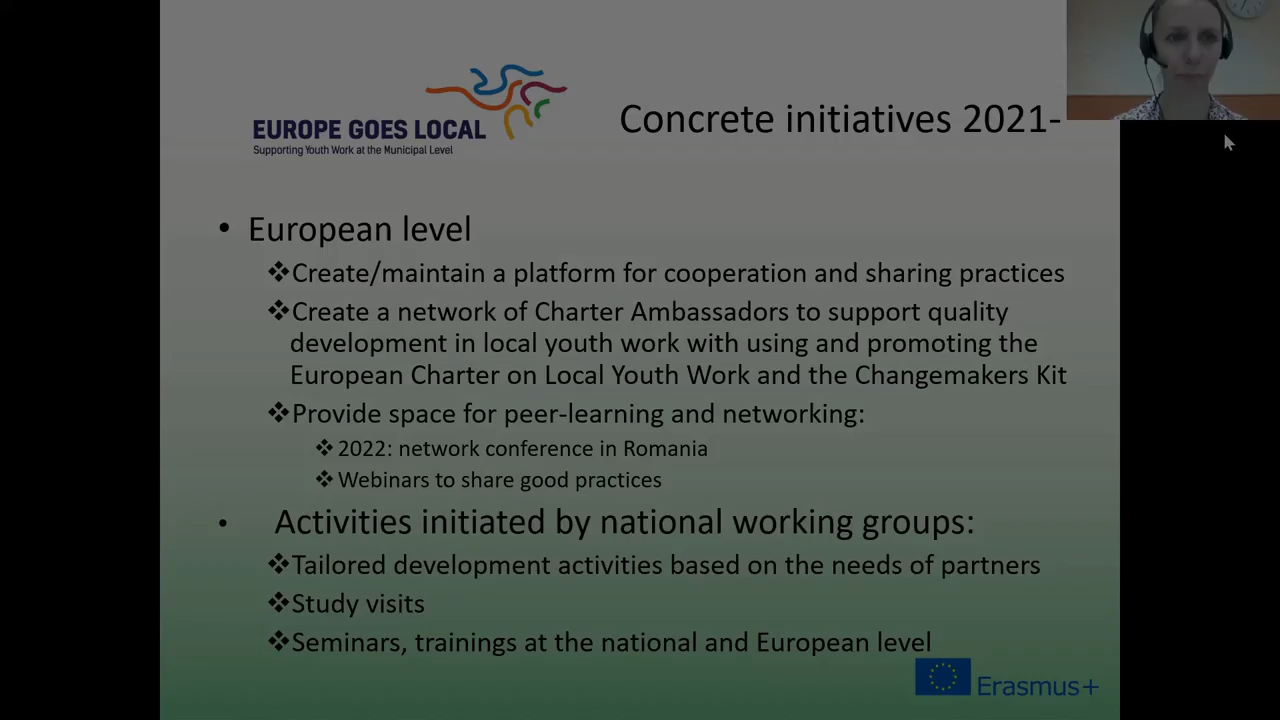 EUROPE GOES LOCAL
Supporting Youth Work at the Municipal Level
Concrete initiatives 2021-
• European level
❖Create/maintain a platform for cooperation and sharing practices
❖Create a network of Charter Ambassadors to support quality
development in local youth work with using and promoting the
European Charter on Local Youth Work and the Changemakers Kit
❖Provide space for peer-learning and networking:
❖2022: network conference in Romania
❖Webinars to share good practices
• Activities initiated by national working groups:
❖Tailored development activities based on the needs of partners
❖Study visits
❖Seminars, trainings at the national and European level
Erasmus+